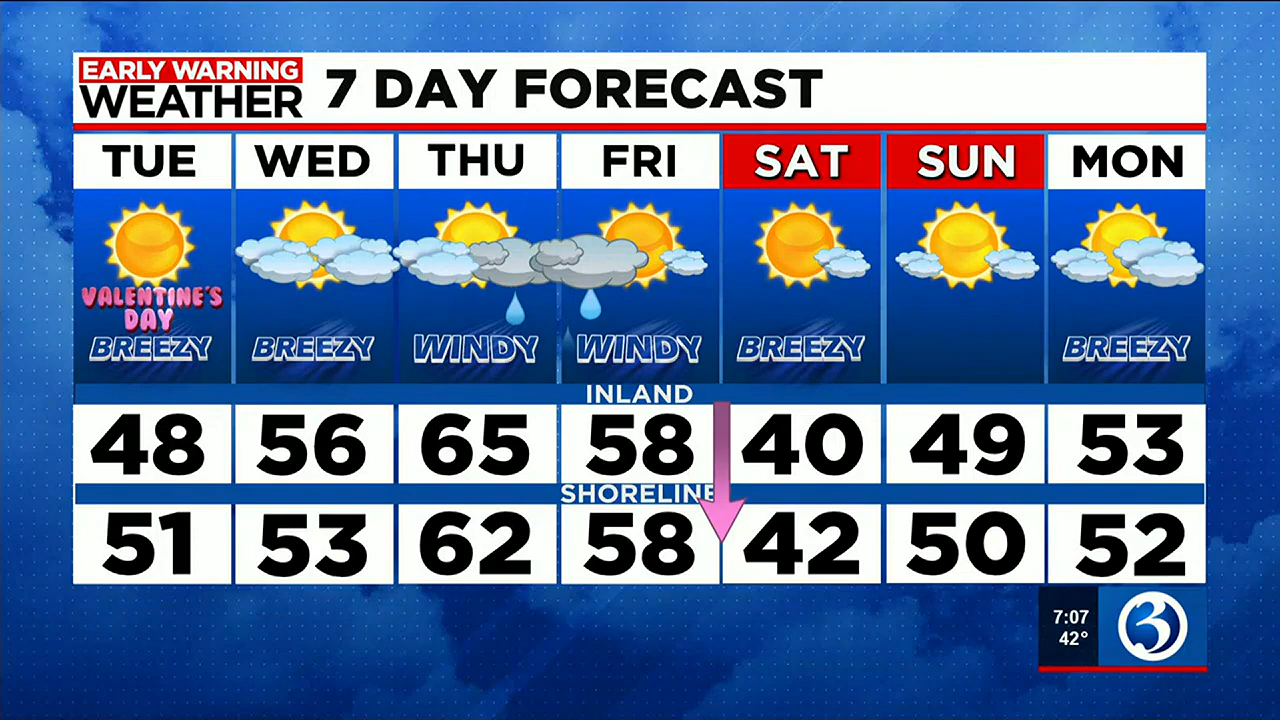 EARLY WARNING
WEATHER
7 DAY FORECAST
TUE WED THU FRI SAT SUN MON
VALENTINE'S
DAY
BREEZY BREEZY WINDY WINDY BREEZY BREEZY
INLAND
48 56 65 58 40 49 53
SHORELINE
51 53 62 58 42 50 52
7:07
42°
3